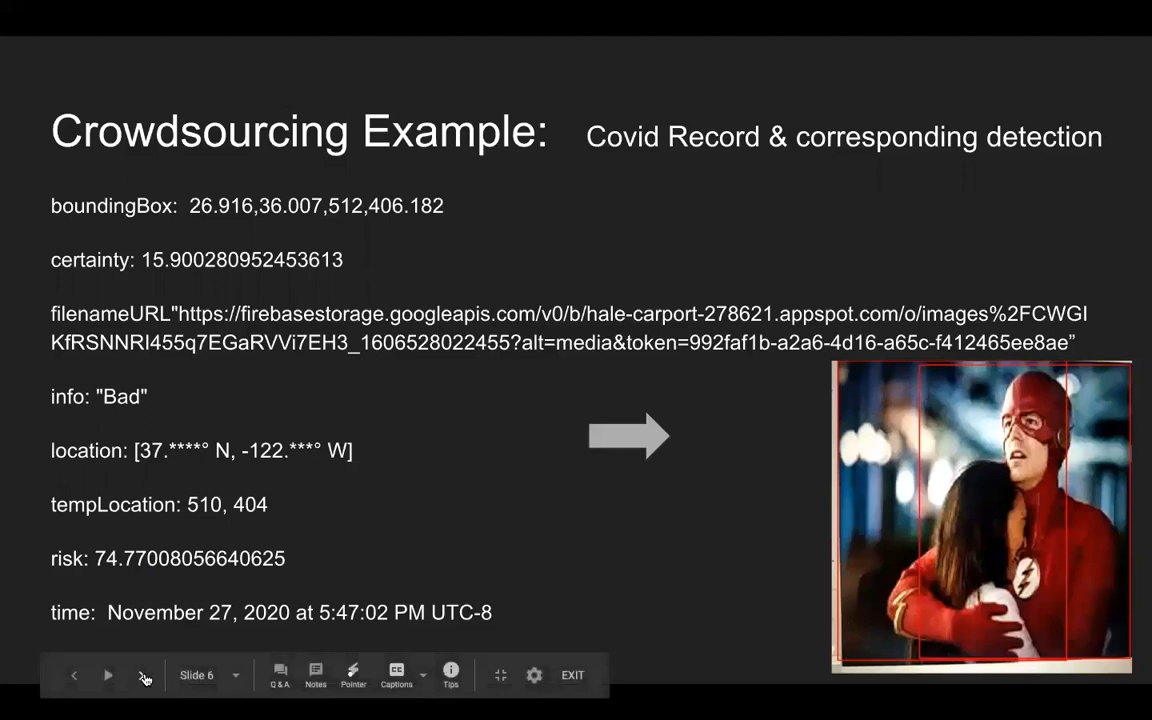 Crowdsourcing Example: Covid Record & corresponding detection
boundingBox: 26.916,36.007,512,406.182
certainty: 15.900280952453613
filenameURL"https://firebasestorage.googleapis.com/v0/b/hale-carport-278621.appspot.com/o/images%2FCWGI
KfRSNNRI455q7EGaRVVi7EH3_1606528022455?alt=media&token=992faf1b-a2a6-4d16-a65c-f412465ee8ae”
info: "Bad"
location: [37.****° N, -122.***° W]
tempLocation: 510, 404
risk: 74.77008056640625
time: November 27, 2020 at 5:47:02 PM UTC-8
Slide 6
Q & A
Notes
Pointer
CC
Captions
Tips
EXIT